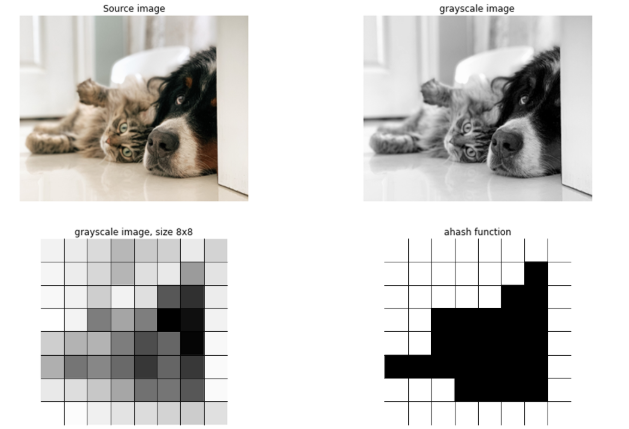 Source image
grayscale image
grayscale image, size 8x8
ahash function